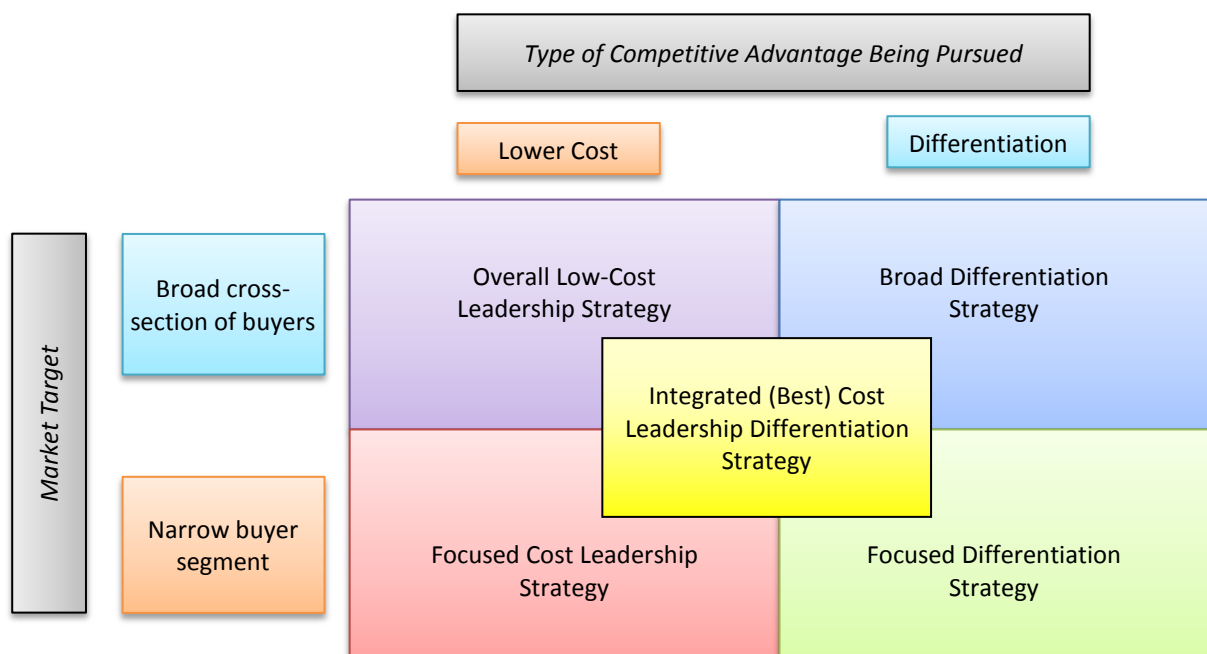 Type of Competitive Advantage Being Pursued
Lower Cost
Differentiation
Market Target
Broad cross-
section of buyers
Overall Low-Cost
Leadership Strategy
Broad Differentiation
Strategy
Integrated (Best) Cost
Leadership Differentiation
Strategy
Narrow buyer
segment
Focused Cost Leadership
Strategy
Focused Differentiation
Strategy